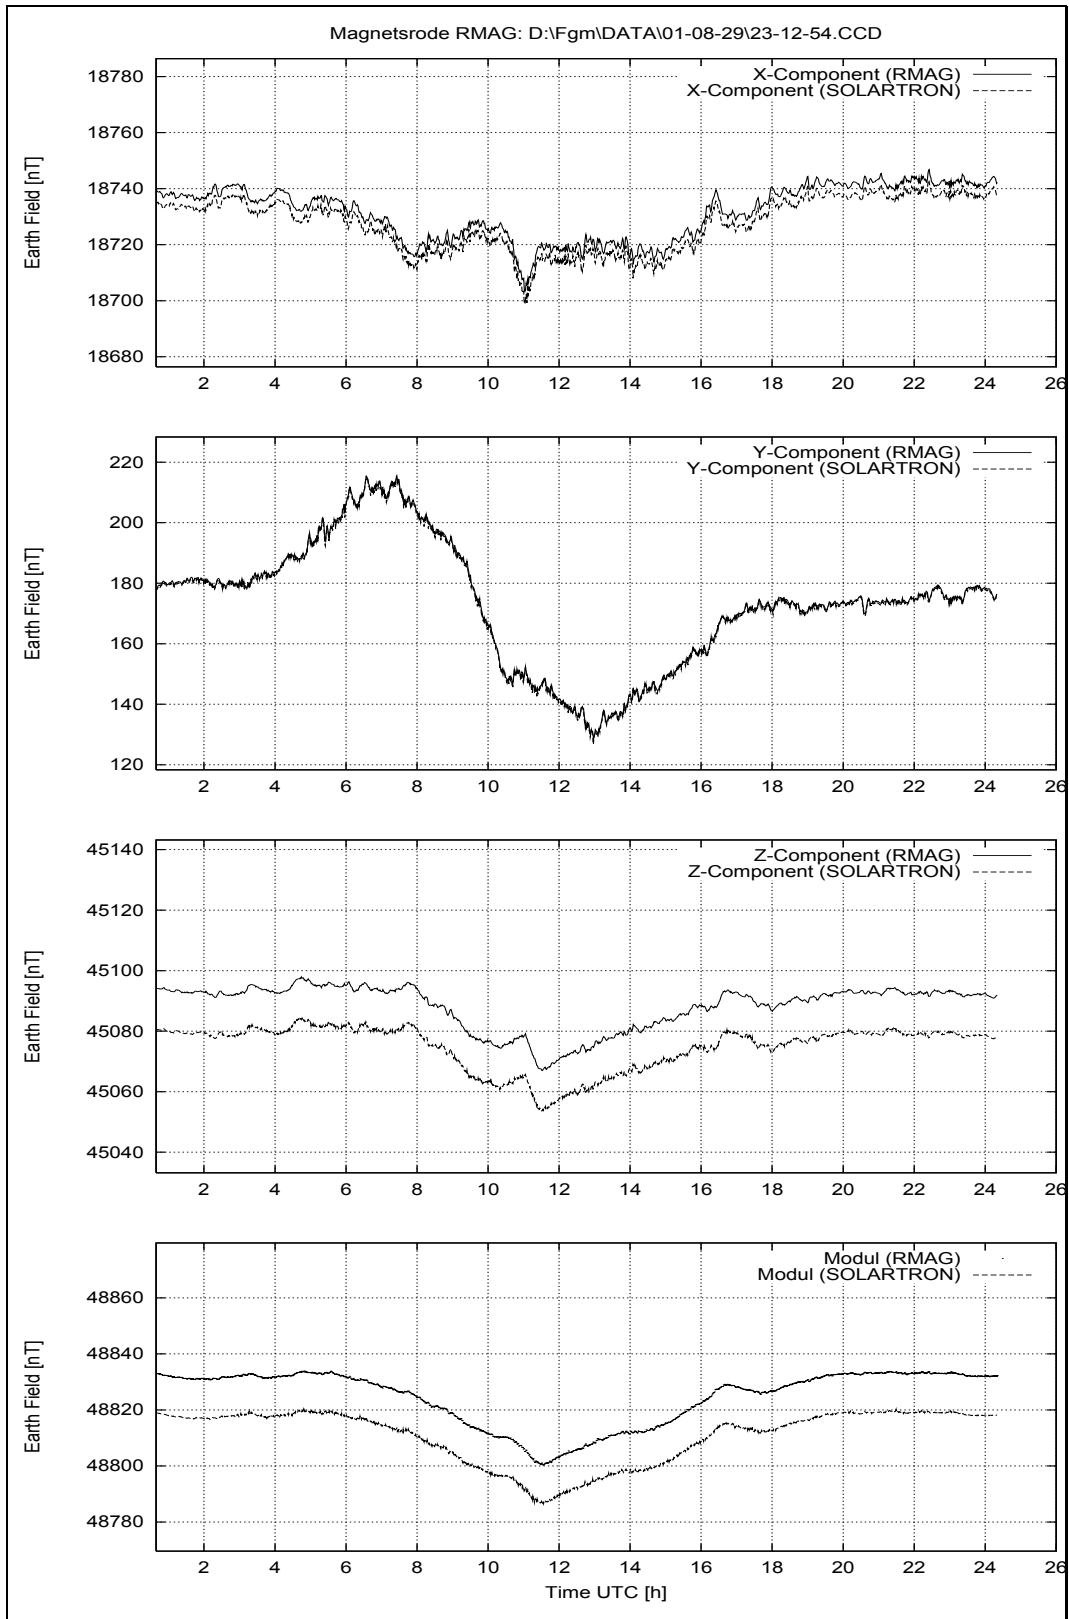 Magnetsrode RMAG: D:\Fgm\DATA\01-08-29\23-12-54.CCD
X-Component (RMAG)
X-Component (SOLARTRON)
Earth Field [nT]
18780
18760
18740
18720
18700
18680
2 4 6 8 10 12 14 16 18 20 22 24 26
Y-Component (RMAG)
Y-Component (SOLARTRON)
Earth Field [nT]
220
200
180
160
140
120
2 4 6 8 10 12 14 16 18 20 22 24 26
Z-Component (RMAG)
Z-Component (SOLARTRON)
Earth Field [nT]
45140
45120
45100
45080
45060
45040
2 4 6 8 10 12 14 16 18 20 22 24 26
Modul (RMAG)
Modul (SOLARTRON)
Earth Field [nT]
48860
48840
48820
48800
48780
2 4 6 8 10 12 14 16 18 20 22 24 26
Time UTC [h]